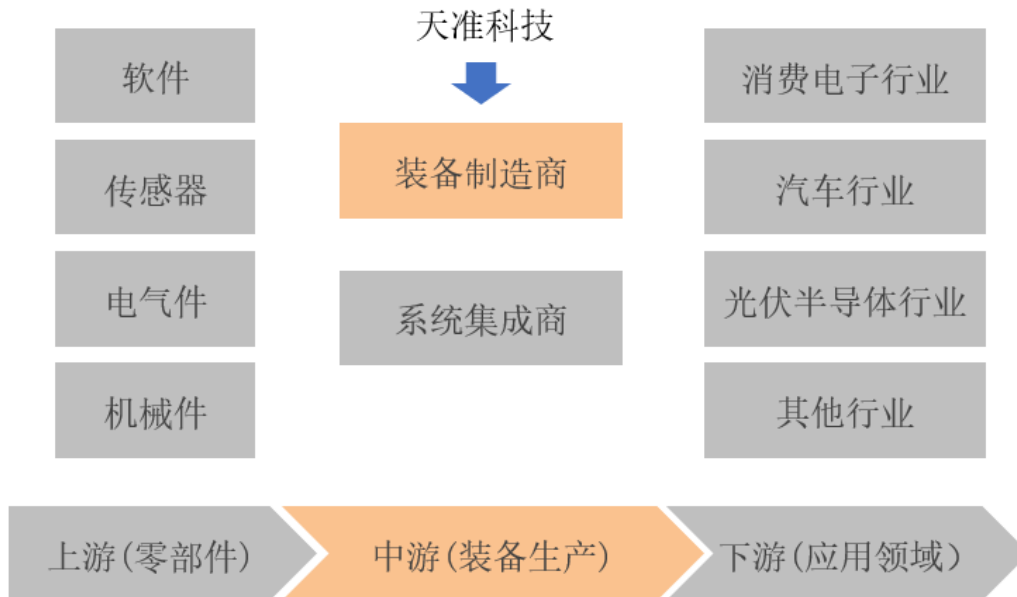 天准科技
软件
传感器
电气件
机械件
装备制造商
系统集成商
消费电子行业
汽车行业
光伏半导体行业
其他行业
上游(零部件)
中游(装备生产)
下游(应用领域）